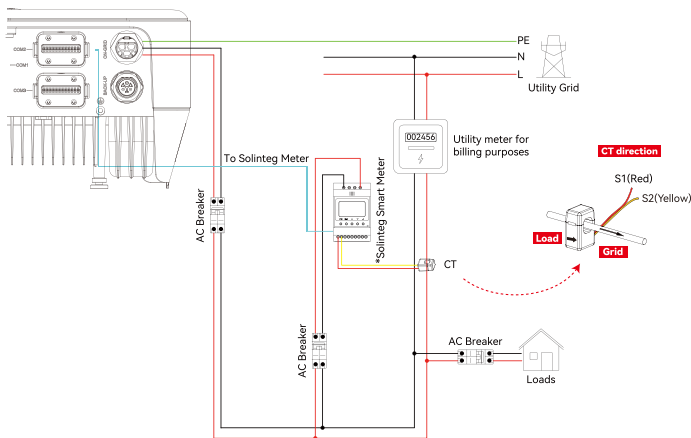 COM2
COM1
COM3
ON-GRID
BACK-UP
PE
N
L
Utility Grid
002456
Utility meter for
billing purposes
CT direction
S1(Red)
S2(Yellow)
Load
Grid
To Solinteg Meter
AC Breaker
*Solinteg Smart Meter
CT
AC Breaker
AC Breaker
Loads